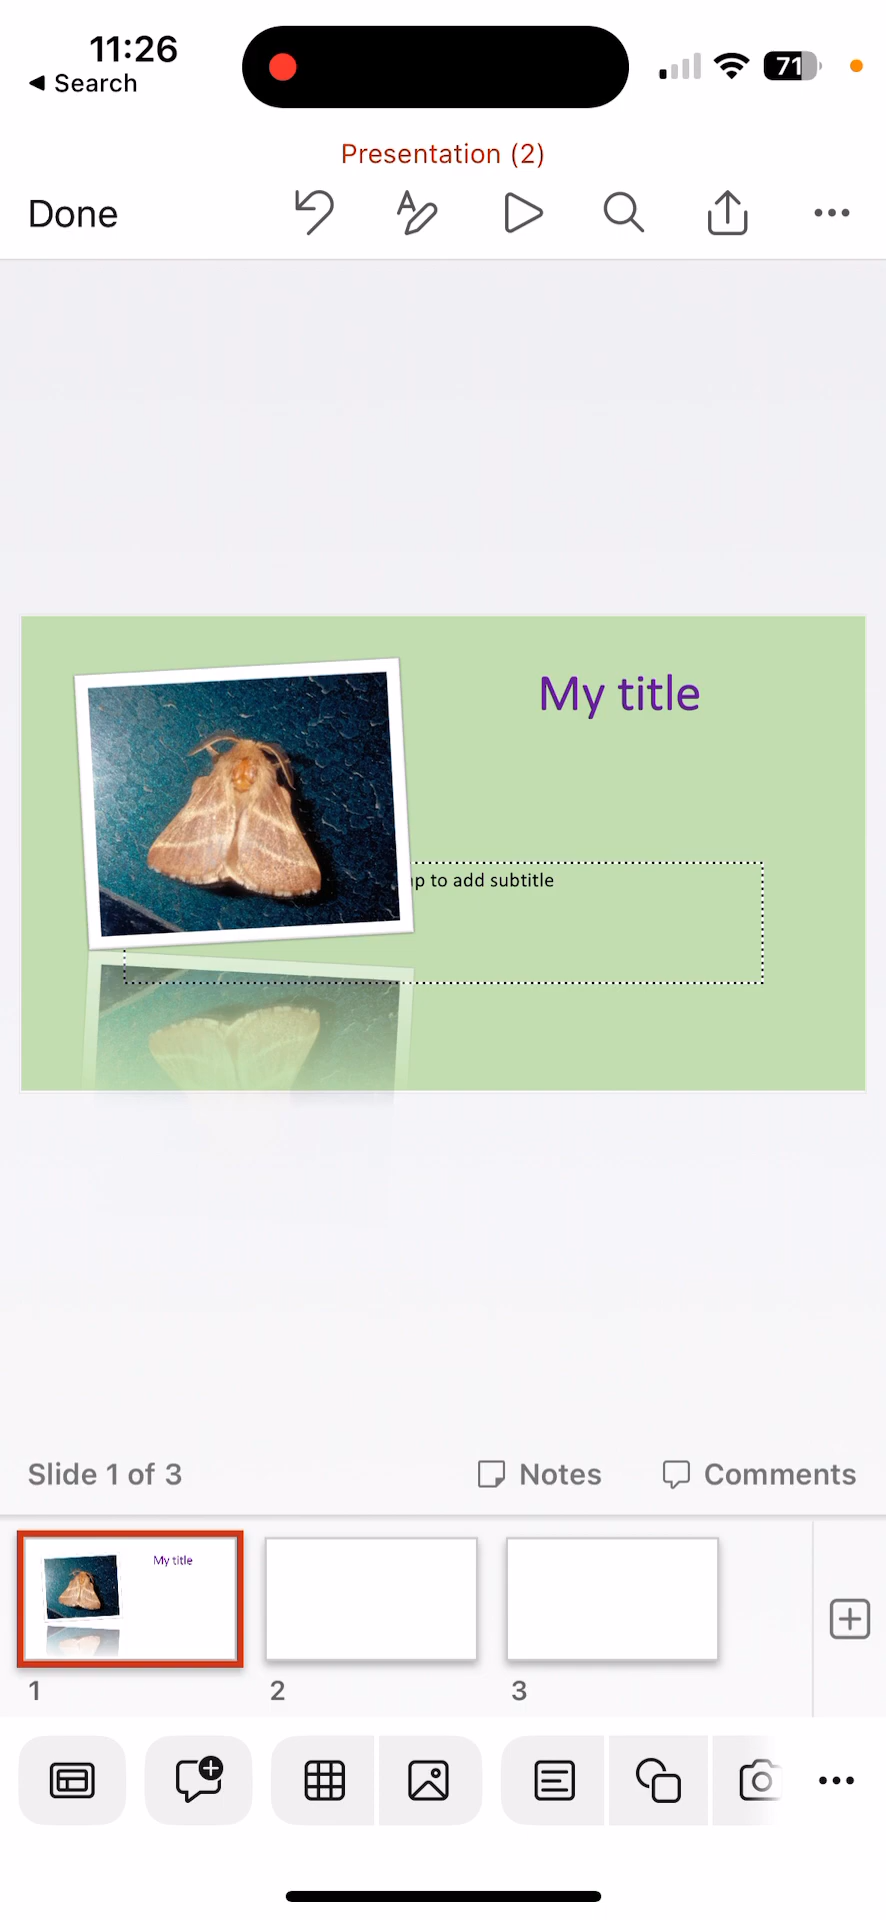 11:26
Search
71
Presentation (2)
Done
My title
p to add subtitle
Slide 1 of 3
Notes
Comments
My title
1
2
3